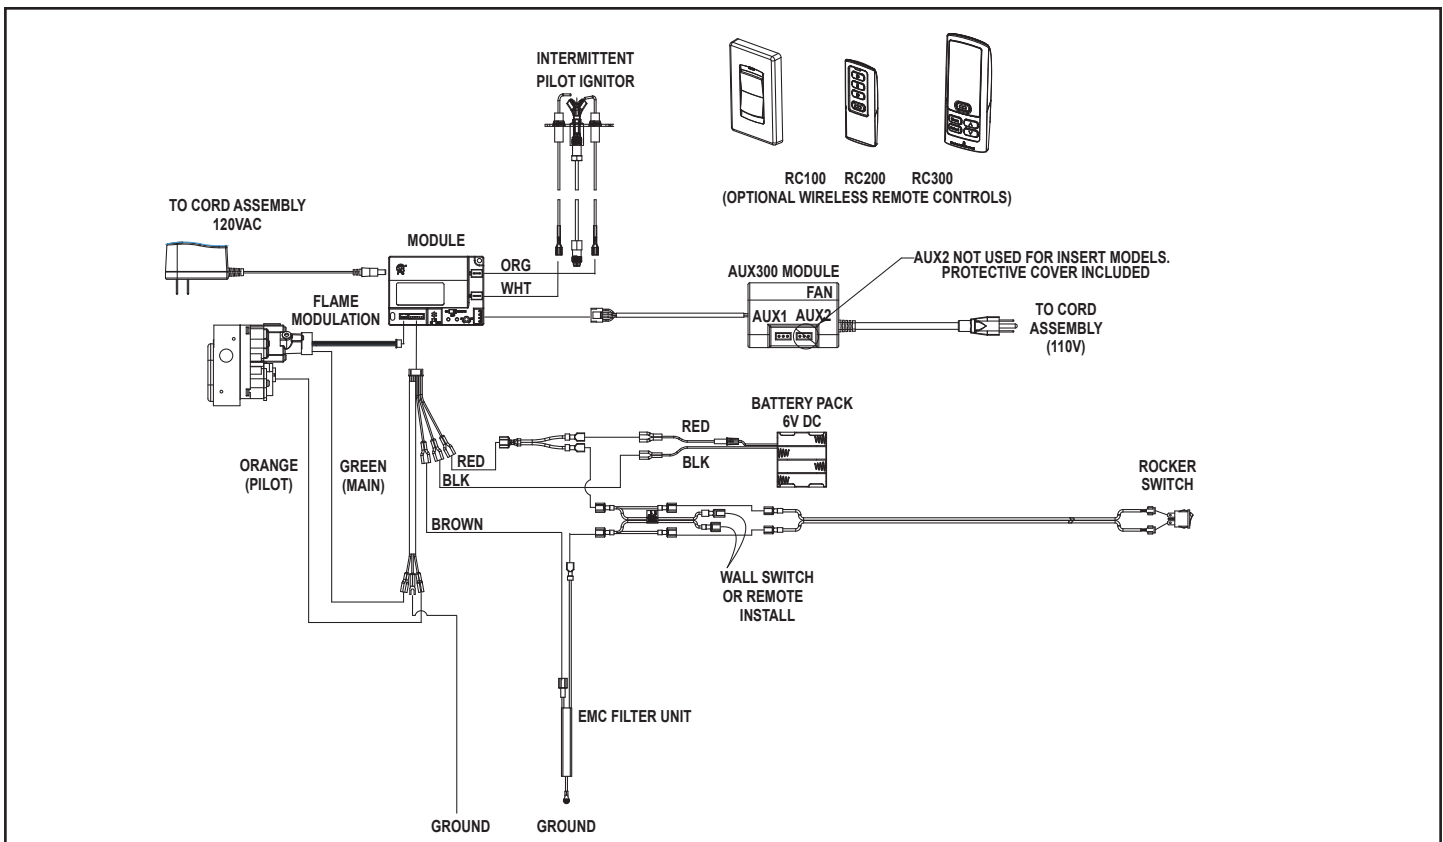 INTERMITTENT
PILOT IGNITOR
RC100 RC200 RC300
(OPTIONAL WIRELESS REMOTE CONTROLS)
TO CORD ASSEMBLY
120VAC
MODULE
ORG
WHT
FLAME
MODULATION
AUX2 NOT USED FOR INSERT MODELS.
PROTECTIVE COVER INCLUDED
AUX300 MODULE
FAN
AUX1 AUX2
TO CORD
ASSEMBLY
(110V)
BATTERY PACK
6V DC
RED
BLK
RED
BLK
ORANGE
(PILOT)
GREEN
(MAIN)
BROWN
ROCKER
SWITCH
WALL SWITCH
OR REMOTE
INSTALL
EMC FILTER UNIT
GROUND
GROUND